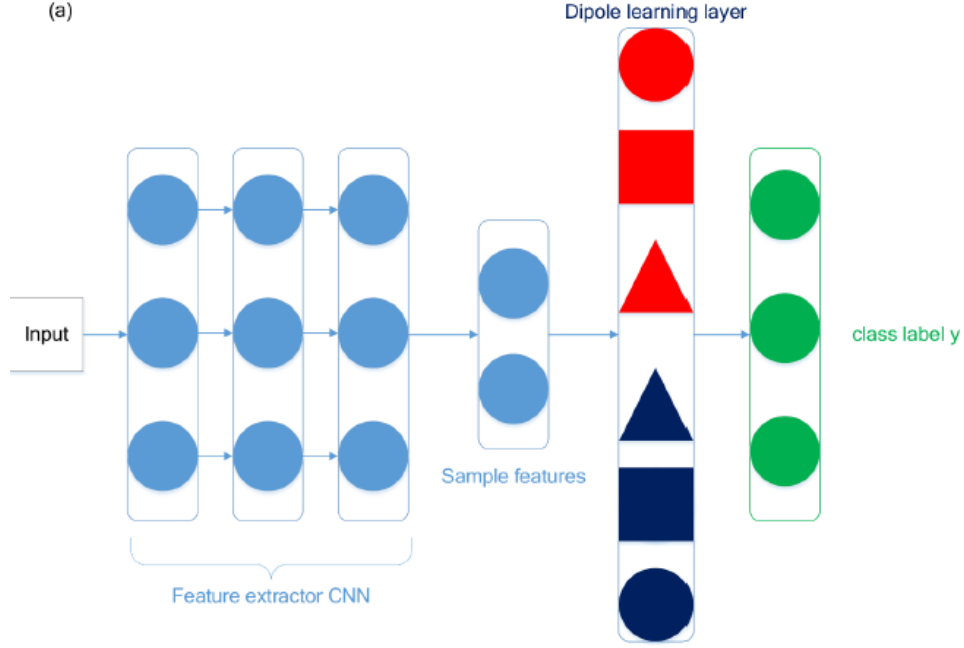 (a)
Dipole learning layer
Input
class label y
Sample features
Feature extractor CNN